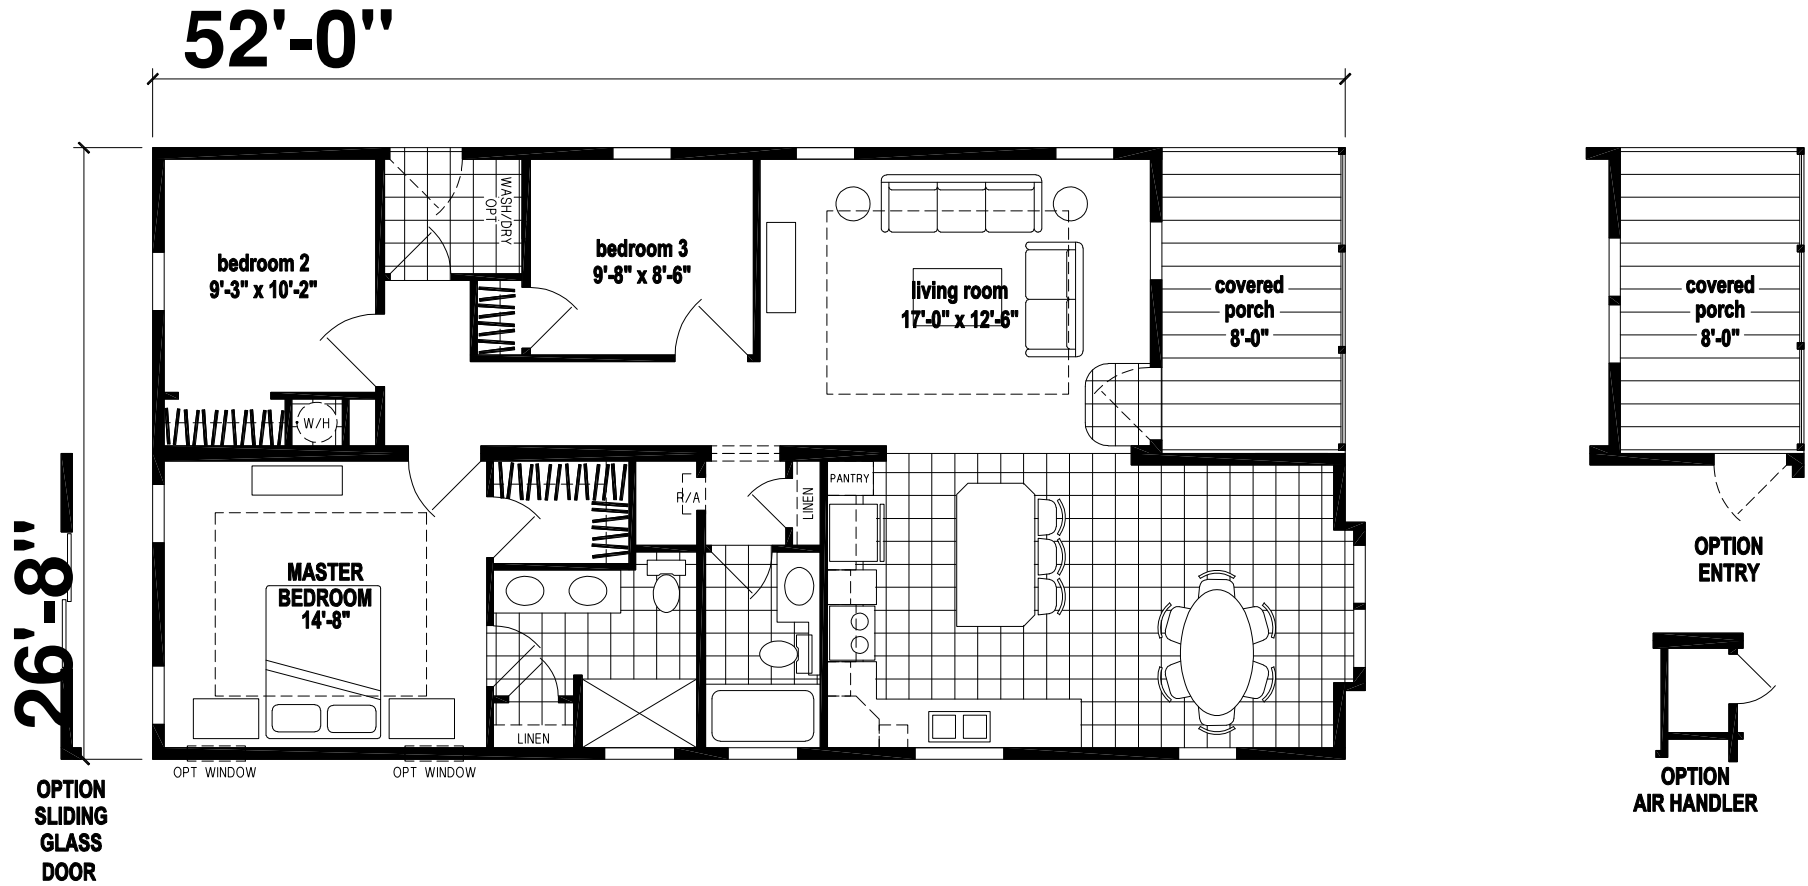 52'-0"
26'-8"
bedroom 2
9'-3" x 10'-2"
WASH/DRY
OPT
bedroom 3
9'-8" x 8'-6"
living room
17'-0" x 12'-6"
covered
porch
8'-0"
covered
porch
8'-0"
W/H
R/A
LINEN
PANTRY
MASTER
BEDROOM
14'-8"
LINEN
OPT WINDOW
OPT WINDOW
OPTION
SLIDING
GLASS
DOOR
OPTION
ENTRY
OPTION
AIR HANDLER